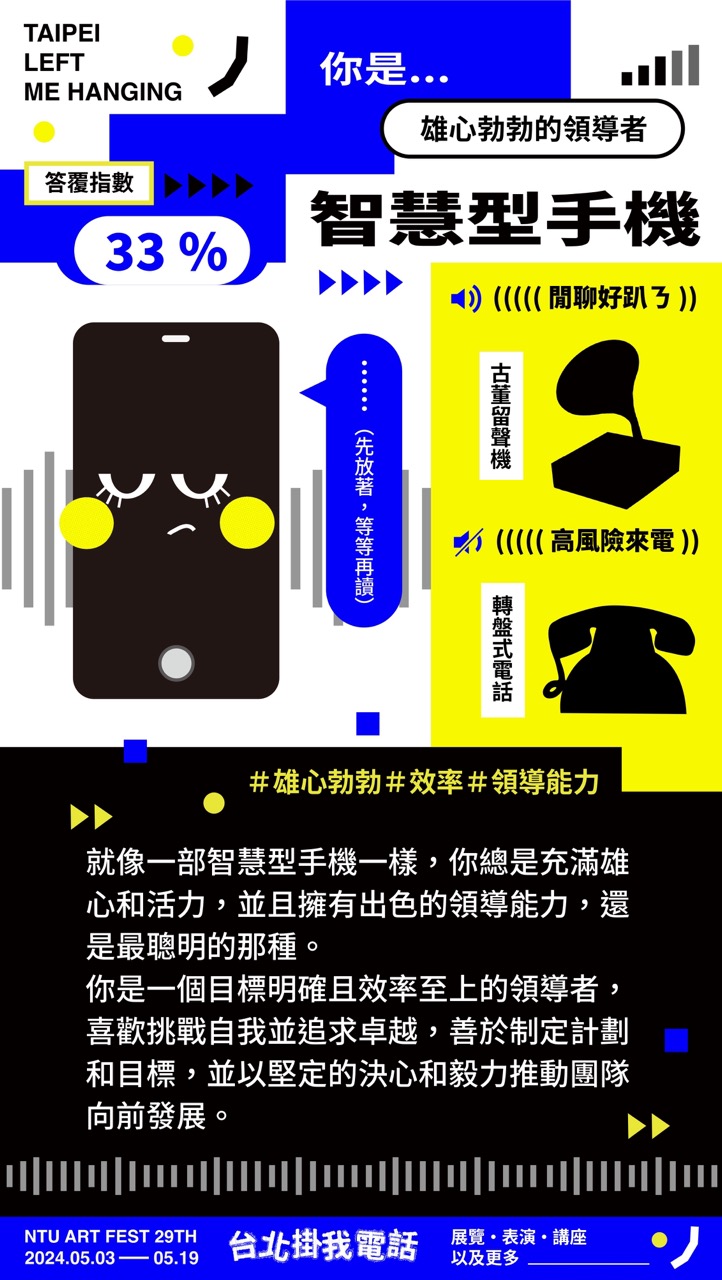 TAIPEI
LEFT
ME HANGING
你是...
雄心勃勃的領導者
答覆指數
33 %
智慧型手機
((((( 閒聊好趴ㄋ ))
古董留聲機
······(先放著，等等再讀)
((((( 高風險來電 ))
轉盤式電話
＃雄心勃勃＃效率＃領導能力
就像一部智慧型手機一樣，你總是充滿雄
心和活力，並且擁有出色的領導能力，還
是最聰明的那種。
你是一個目標明確且效率至上的領導者，
喜歡挑戰自我並追求卓越，善於制定計劃
和目標，並以堅定的決心和毅力推動團隊
向前發展。
NTU ART FEST 29TH
2024.05.03 — 05.19
台北掛我電話
展覽・表演・講座
以及更多 ________